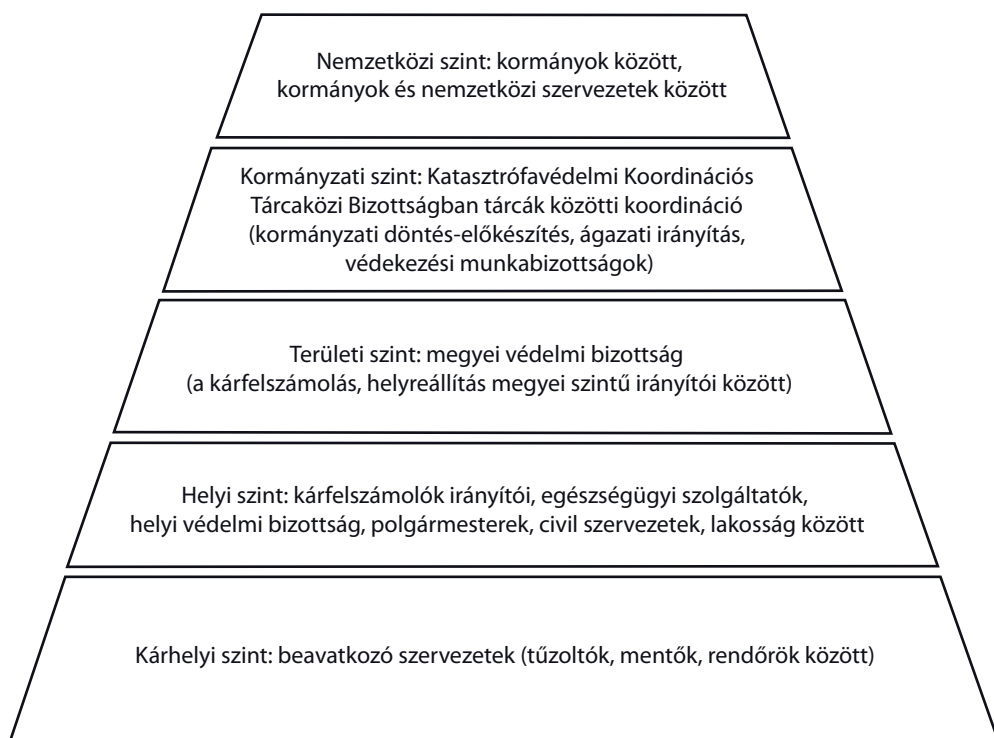 Nemzetközi szint: kormányok között,
kormányok és nemzetközi szervezetek között
Kormányzati szint: Katasztrófavédelmi Koordinációs
Tárcaközi Bizottságban tárcák közötti koordináció
(kormányzati döntés-előkészítés, ágazati irányítás,
védekezési munkabizottságok)
Területi szint: megyei védelmi bizottság
(a kárfelszámolás, helyreállítás megyei szintű irányítói között)
Helyi szint: kárfelszámolók irányítói, egészségügyi szolgáltatók,
helyi védelmi bizottság, polgármesterek, civil szervezetek, lakosság között
Kárhelyi szint: beavatkozó szervezetek (tűzoltók, mentők, rendőrök között)